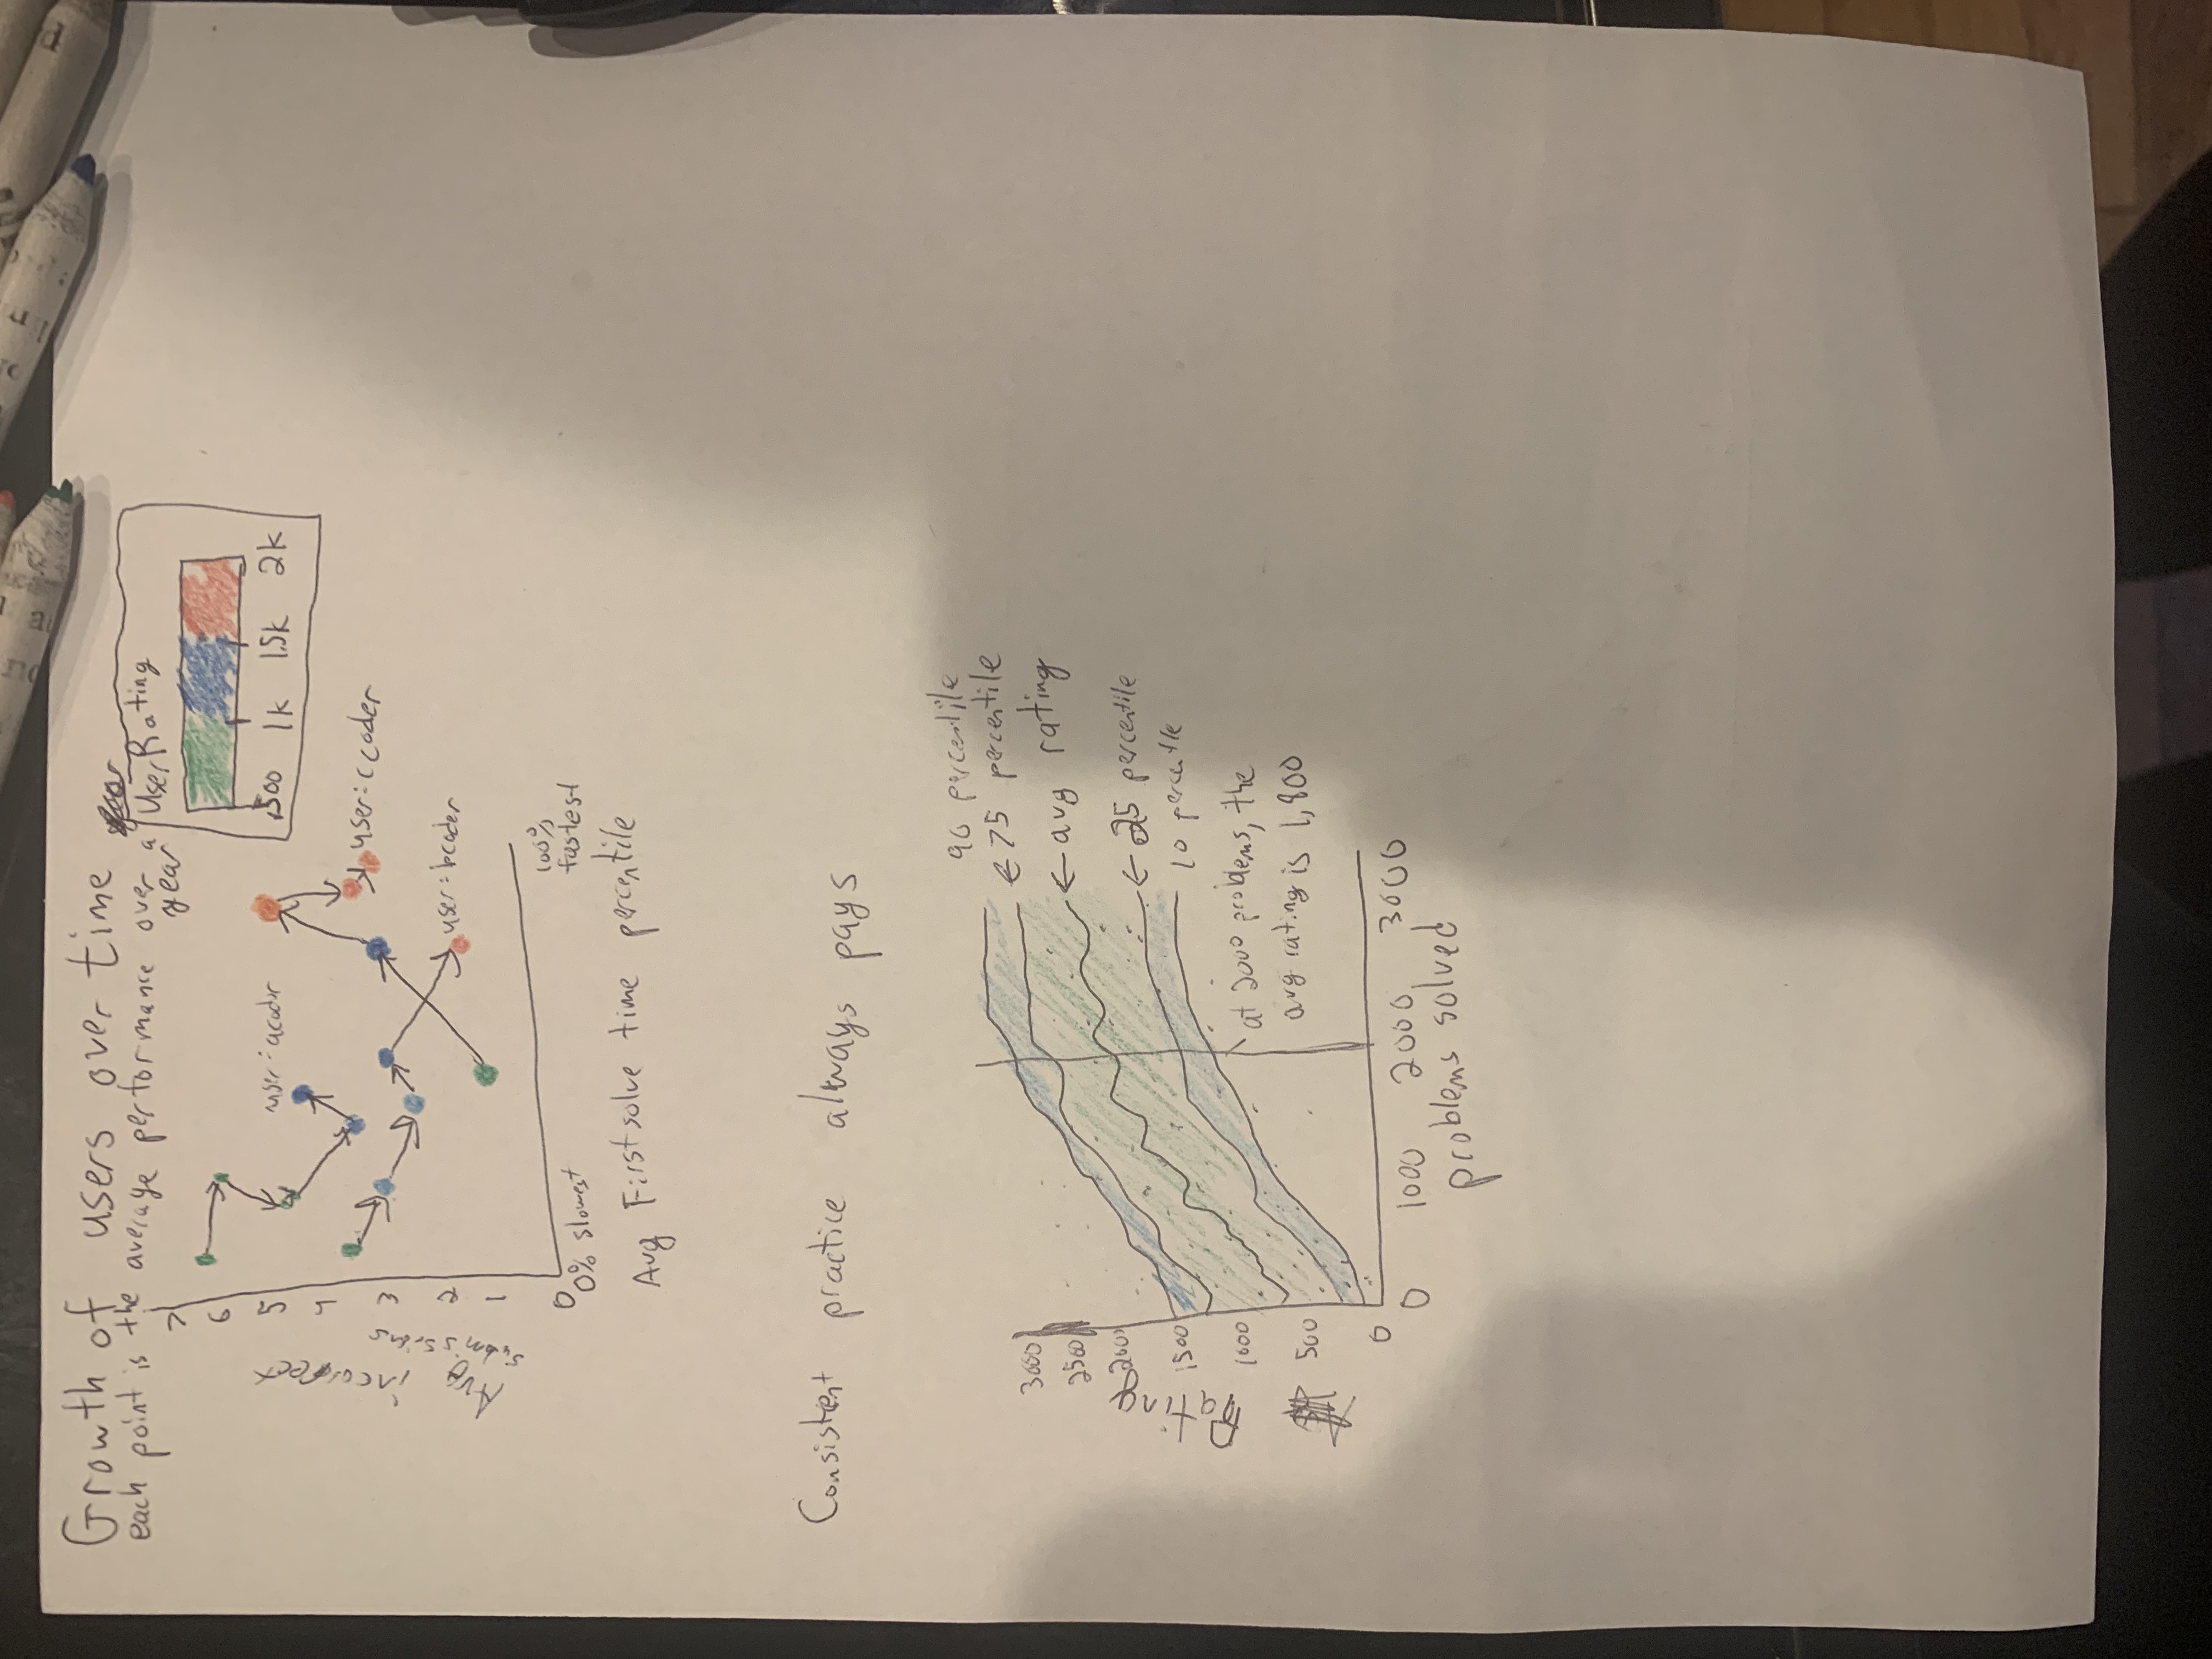 Growth of users over time
each point is the average performance over a
year
User Rating
.500 1k 1.5k 2k
7
6
5
4
3
2
1
0
Avg incorrect
submissions
user: acoder
user: ccoder
user: bcoder
0% slowest
100%
fastest
Avg First solve time percentile
Consistent practice always pays
90 percentile
75 percentile
avg rating
25 percentile
10 percentile
3000
2500
2000
1500
1000
500
0
Rating
at 2000 problems, the
avg rating is 1,800
0 1000 2000 3000
problems solved